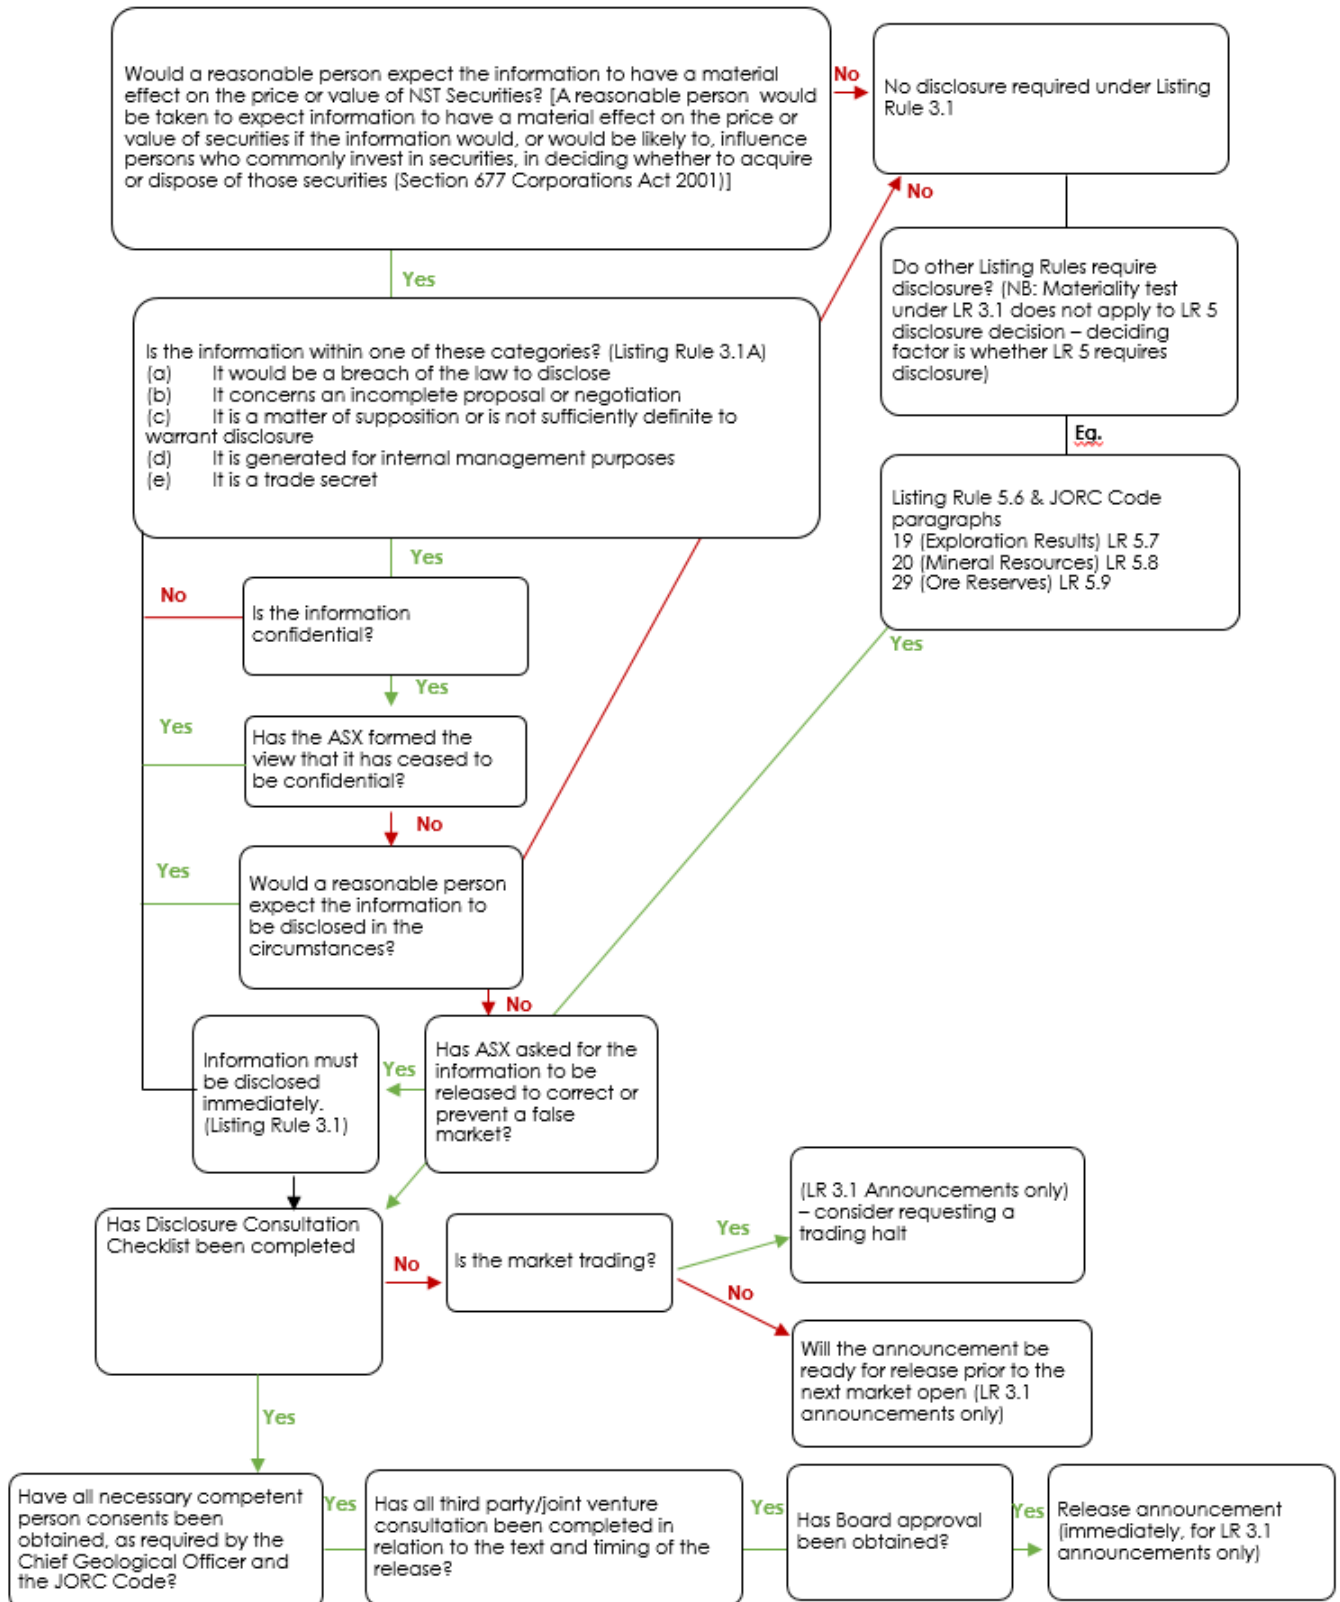 Would a reasonable person expect the information to have a material
effect on the price or value of NST Securities? [A reasonable person would
be taken to expect information to have a material effect on the price or
value of securities if the information would, or would be likely to, influence
persons who commonly invest in securities, in deciding whether to acquire
or dispose of those securities (Section 677 Corporations Act 2001)]
No
No disclosure required under Listing
Rule 3.1
No
Yes
Do other Listing Rules require
disclosure? (NB: Materiality test
under LR 3.1 does not apply to LR 5
disclosure decision – deciding
factor is whether LR 5 requires
disclosure)
Is the information within one of these categories? (Listing Rule 3.1A)
(a) It would be a breach of the law to disclose
(b) It concerns an incomplete proposal or negotiation
(c) It is a matter of supposition or is not sufficiently definite to
warrant disclosure
(d) It is generated for internal management purposes
(e) It is a trade secret
Eg.
Listing Rule 5.6 & JORC Code
paragraphs
19 (Exploration Results) LR 5.7
20 (Mineral Resources) LR 5.8
29 (Ore Reserves) LR 5.9
Yes
Yes
No
Is the information
confidential?
Yes
Yes
Has the ASX formed the
view that it has ceased to
be confidential?
No
Yes
Would a reasonable person
expect the information to
be disclosed in the
circumstances?
No
Information must
be disclosed
immediately.
(Listing Rule 3.1)
Yes
Has ASX asked for the
information to be
released to correct or
prevent a false
market?
Has Disclosure Consultation
Checklist been completed
No
Is the market trading?
Yes
(LR 3.1 Announcements only)
– consider requesting a
trading halt
No
Will the announcement be
ready for release prior to the
next market open (LR 3.1
announcements only)
Yes
Have all necessary competent
person consents been
obtained, as required by the
Chief Geological Officer and
the JORC Code?
Yes
Has all third party/joint venture
consultation been completed in
relation to the text and timing of the
release?
Yes
Has Board approval
been obtained?
Yes
Release announcement
(immediately, for LR 3.1
announcements only)